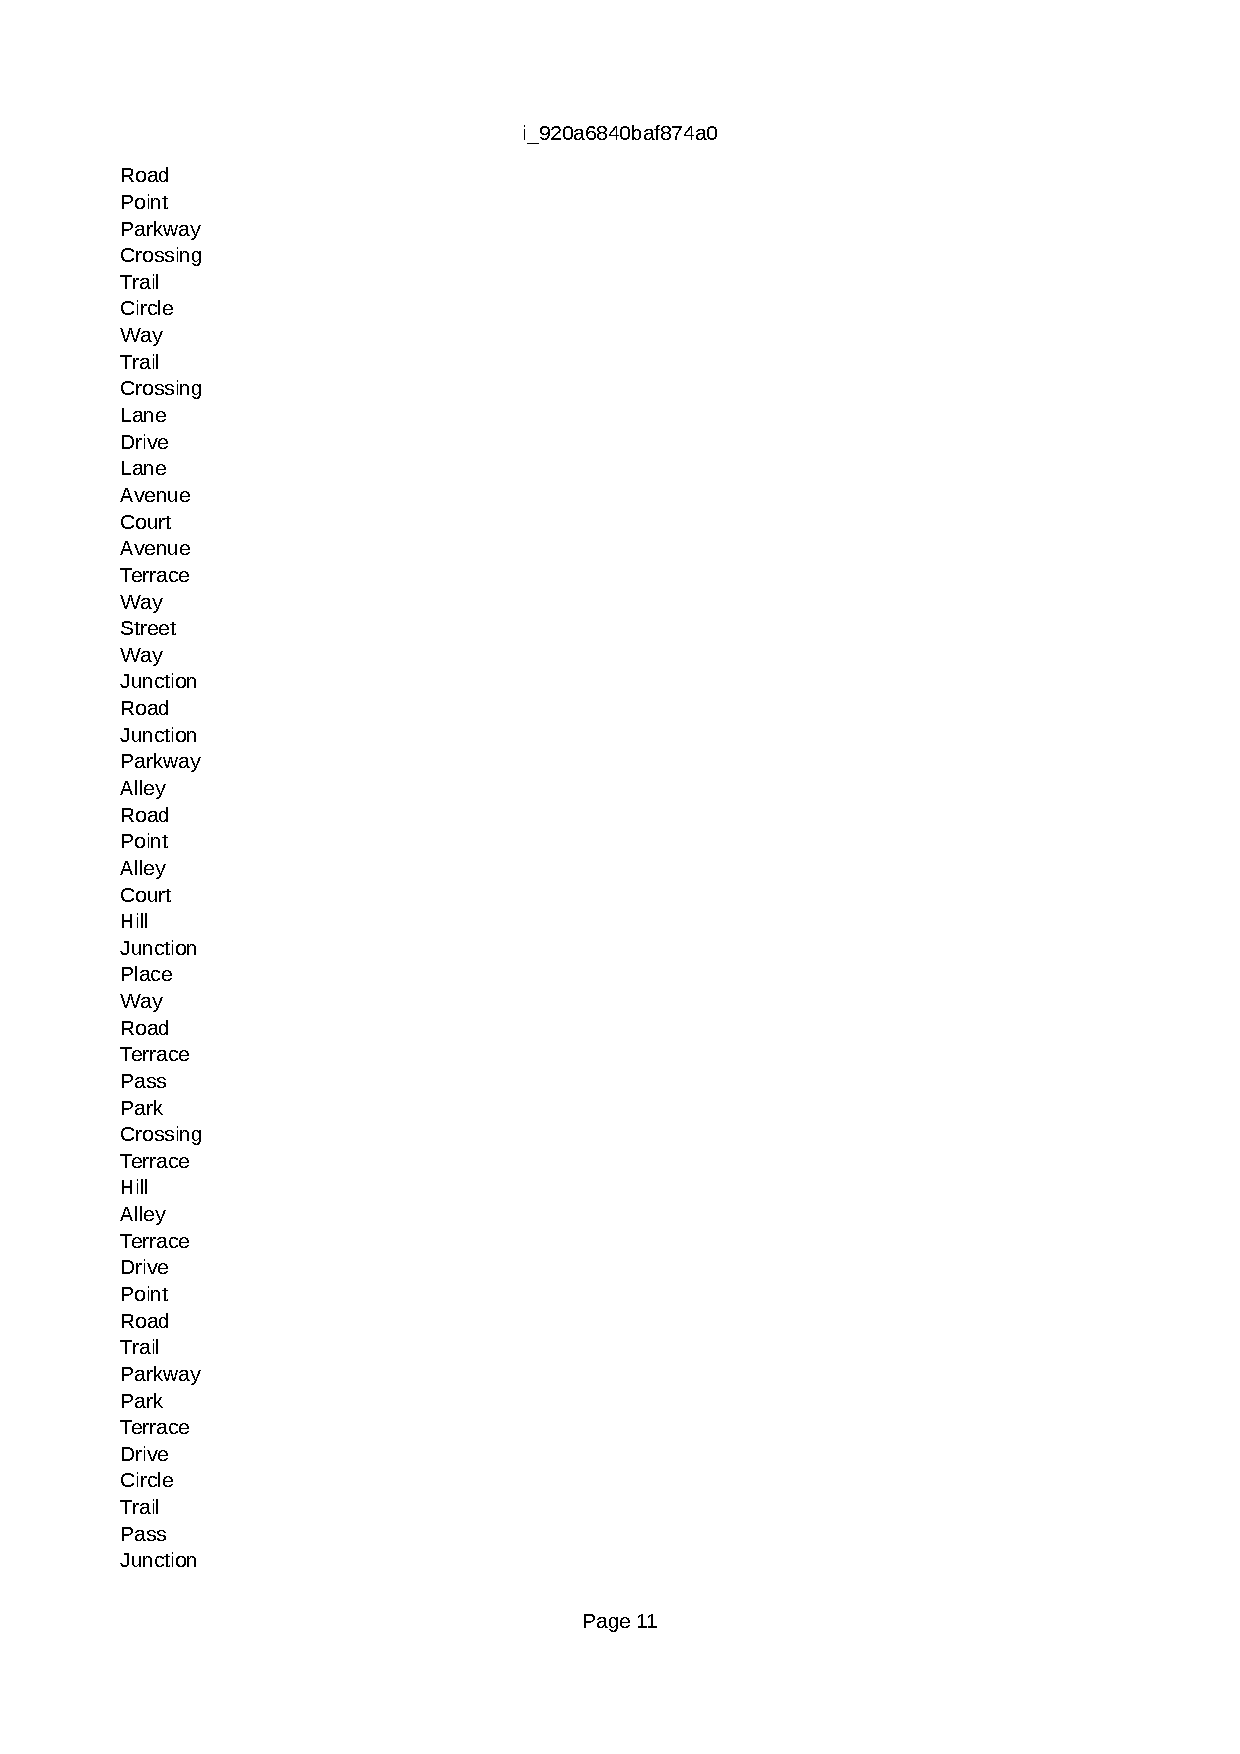 i_920a6840baf874a0
Road
Point
Parkway
Crossing
Trail
Circle
Way
Trail
Crossing
Lane
Drive
Lane
Avenue
Court
Avenue
Terrace
Way
Street
Way
Junction
Road
Junction
Parkway
Alley
Road
Point
Alley
Court
Hill
Junction
Place
Way
Road
Terrace
Pass
Park
Crossing
Terrace
Hill
Alley
Terrace
Drive
Point
Road
Trail
Parkway
Park
Terrace
Drive
Circle
Trail
Pass
Junction
Page 11